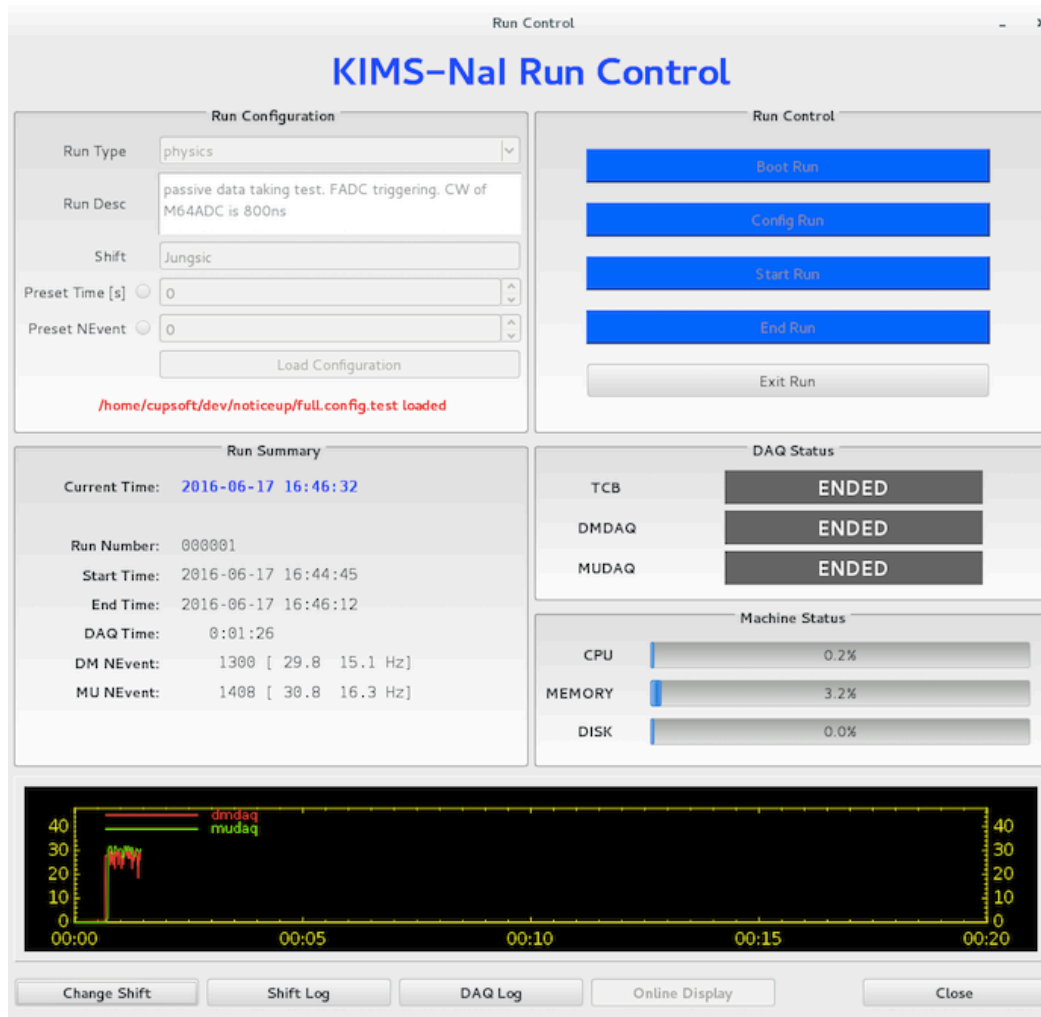 Run Control
KIMS-NaI Run Control
Run Configuration
Run Type physics
Run Desc passive data taking test. FADC triggering. CW of
M64ADC is 800ns
Shift Jungsic
Preset Time [s] 0
Preset NEvent 0
Load Configuration
/home/cupsoft/dev/noticeup/full.config.test loaded
Run Control
Boot Run
Config Run
Start Run
End Run
Exit Run
Run Summary
Current Time: 2016-06-17 16:46:32
Run Number: 000001
Start Time: 2016-06-17 16:44:45
End Time: 2016-06-17 16:46:12
DAQ Time: 0:01:26
DM NEvent: 1300 [ 29.8 15.1 Hz]
MU NEvent: 1408 [ 30.8 16.3 Hz]
DAQ Status
TCB ENDED
DMDAQ ENDED
MUDAQ ENDED
Machine Status
CPU 0.2%
MEMORY 3.2%
DISK 0.0%
dmdaq
mudaq
40 40
30 30
20 20
10 10
0 0
00:00 00:05 00:10 00:15 00:20
Change Shift Shift Log DAQ Log Online Display Close